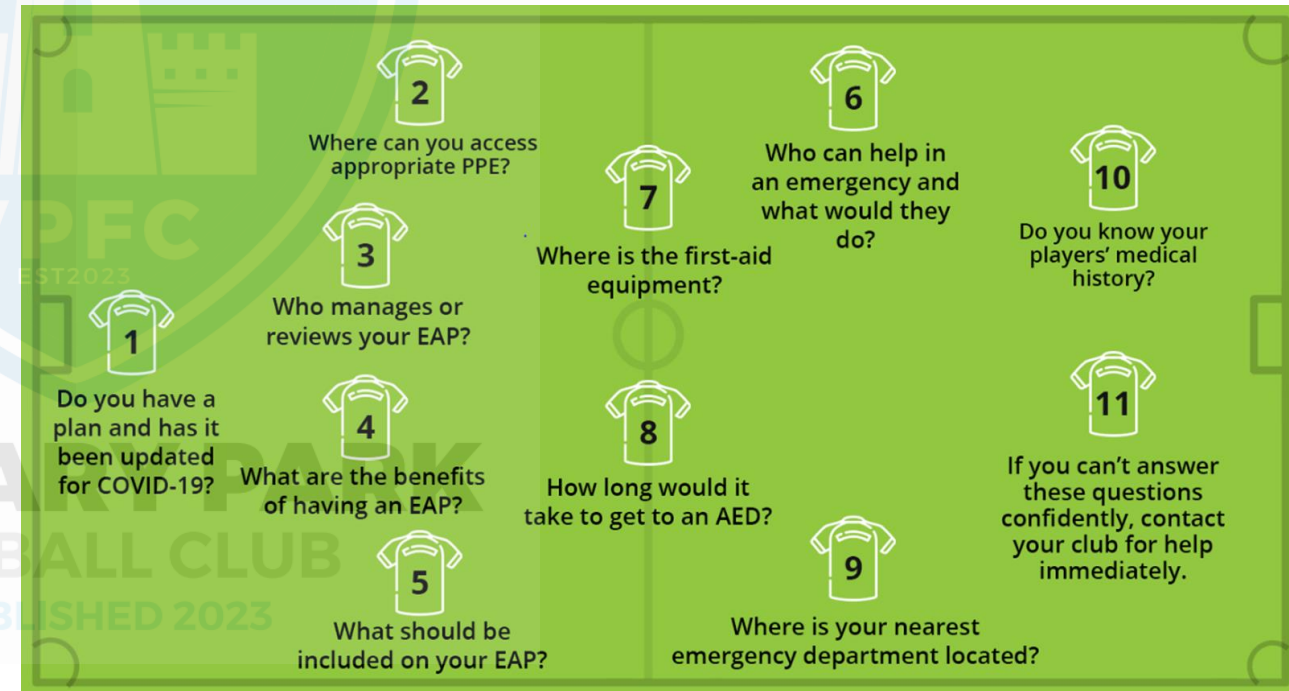 1
Do you have a
plan and has it
been updated
for COVID-19?
2
Where can you access
appropriate PPE?
3
Who manages or
reviews your EAP?
4
What are the benefits
of having an EAP?
5
What should be
included on your EAP?
6
Who can help in
an emergency and
what would they
do?
7
Where is the first-aid
equipment?
8
How long would it
take to get to an AED?
9
Where is your nearest
emergency department located?
10
Do you know your
players' medical
history?
11
If you can't answer
these questions
confidently, contact
your club for help
immediately.
PFC
EST2023
PARK
CLUB
2023